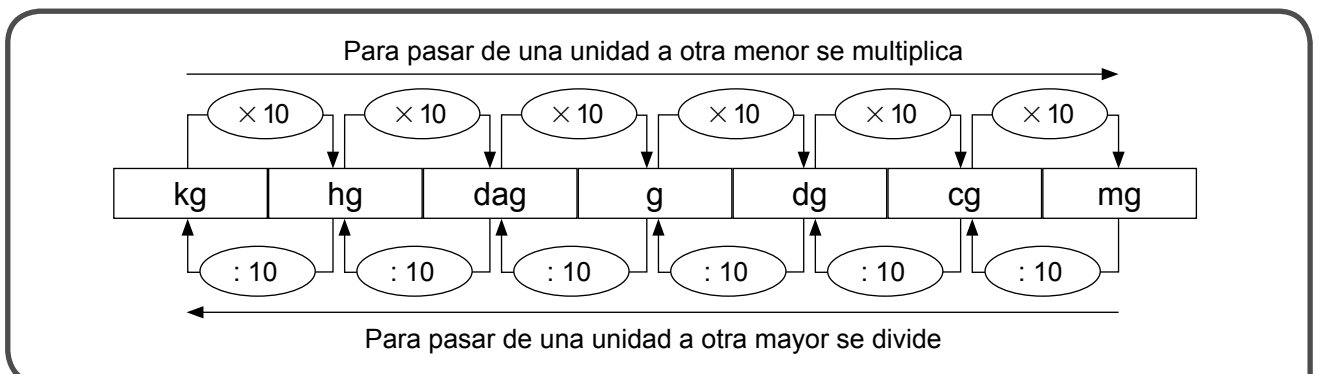 Para pasar de una unidad a otra menor se multiplica
× 10 × 10 × 10 × 10 × 10 × 10
kg hg dag g dg cg mg
: 10 : 10 : 10 : 10 : 10 : 10
Para pasar de una unidad a otra mayor se divide